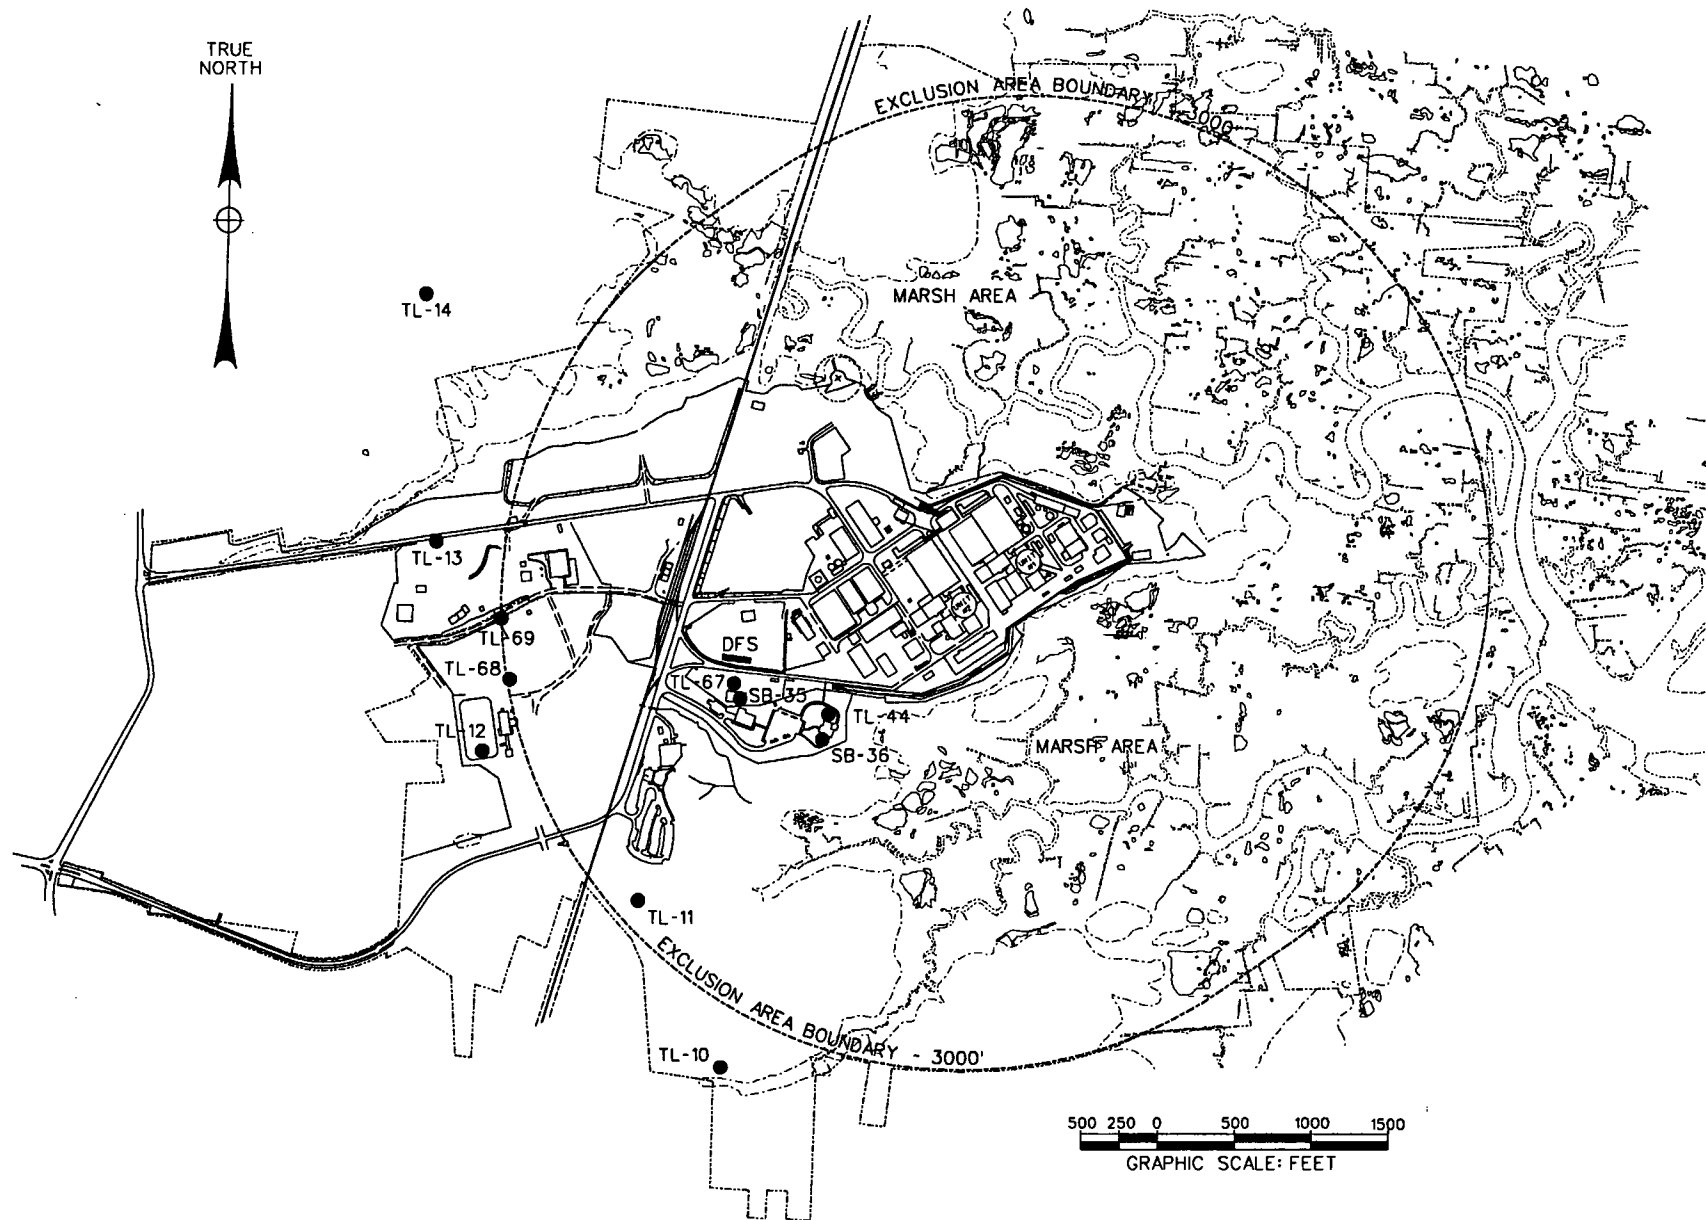 TRUE
NORTH
EXCLUSION AREA BOUNDARY - 3000'
TL-14
MARSH AREA
TL-13
UNIT
UNIT
TL-69
DFS
TL-68
TL-67
SB-35
TL-44
TL-12
SB-36
MARSH AREA
TL-11
EXCLUSION AREA BOUNDARY - 3000'
TL-10
500 250 0 500 1000 1500
GRAPHIC SCALE: FEET